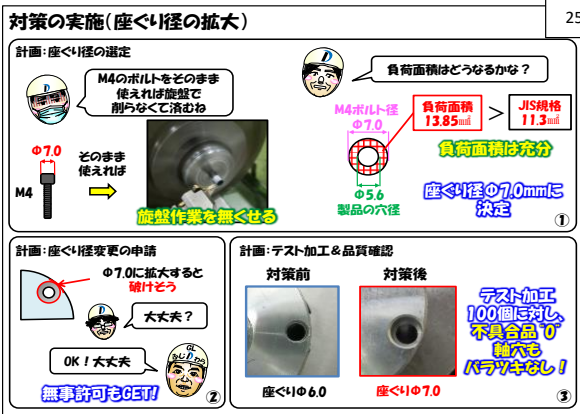 対策の実施(座ぐり径の拡大)
25
計画:座ぐり径の選定
M4のボルトをそのまま
使えれば旋盤で
削らなくて済むね
負荷面積はどうなるかな?
Φ7.0
M4
そのまま
使えれば
旋盤作業を無くせる
M4ボルト径
Φ7.0
Φ5.6
製品の穴径
負荷面積
13.85㎟
>
JIS規格
11.3㎟
負荷面積は充分
座ぐり径Φ7.0mmに
決定
①
計画:座ぐり径変更の申請
Φ7.0に拡大すると
破けそう
大丈夫?
OK!大丈夫
GL
無事許可もGET!
②
計画:テスト加工&品質確認
対策前
対策後
座ぐりΦ6.0
座ぐりΦ7.0
テスト加工
100個に対し、
不具合品"0"
軸穴も
バラツキなし!
③